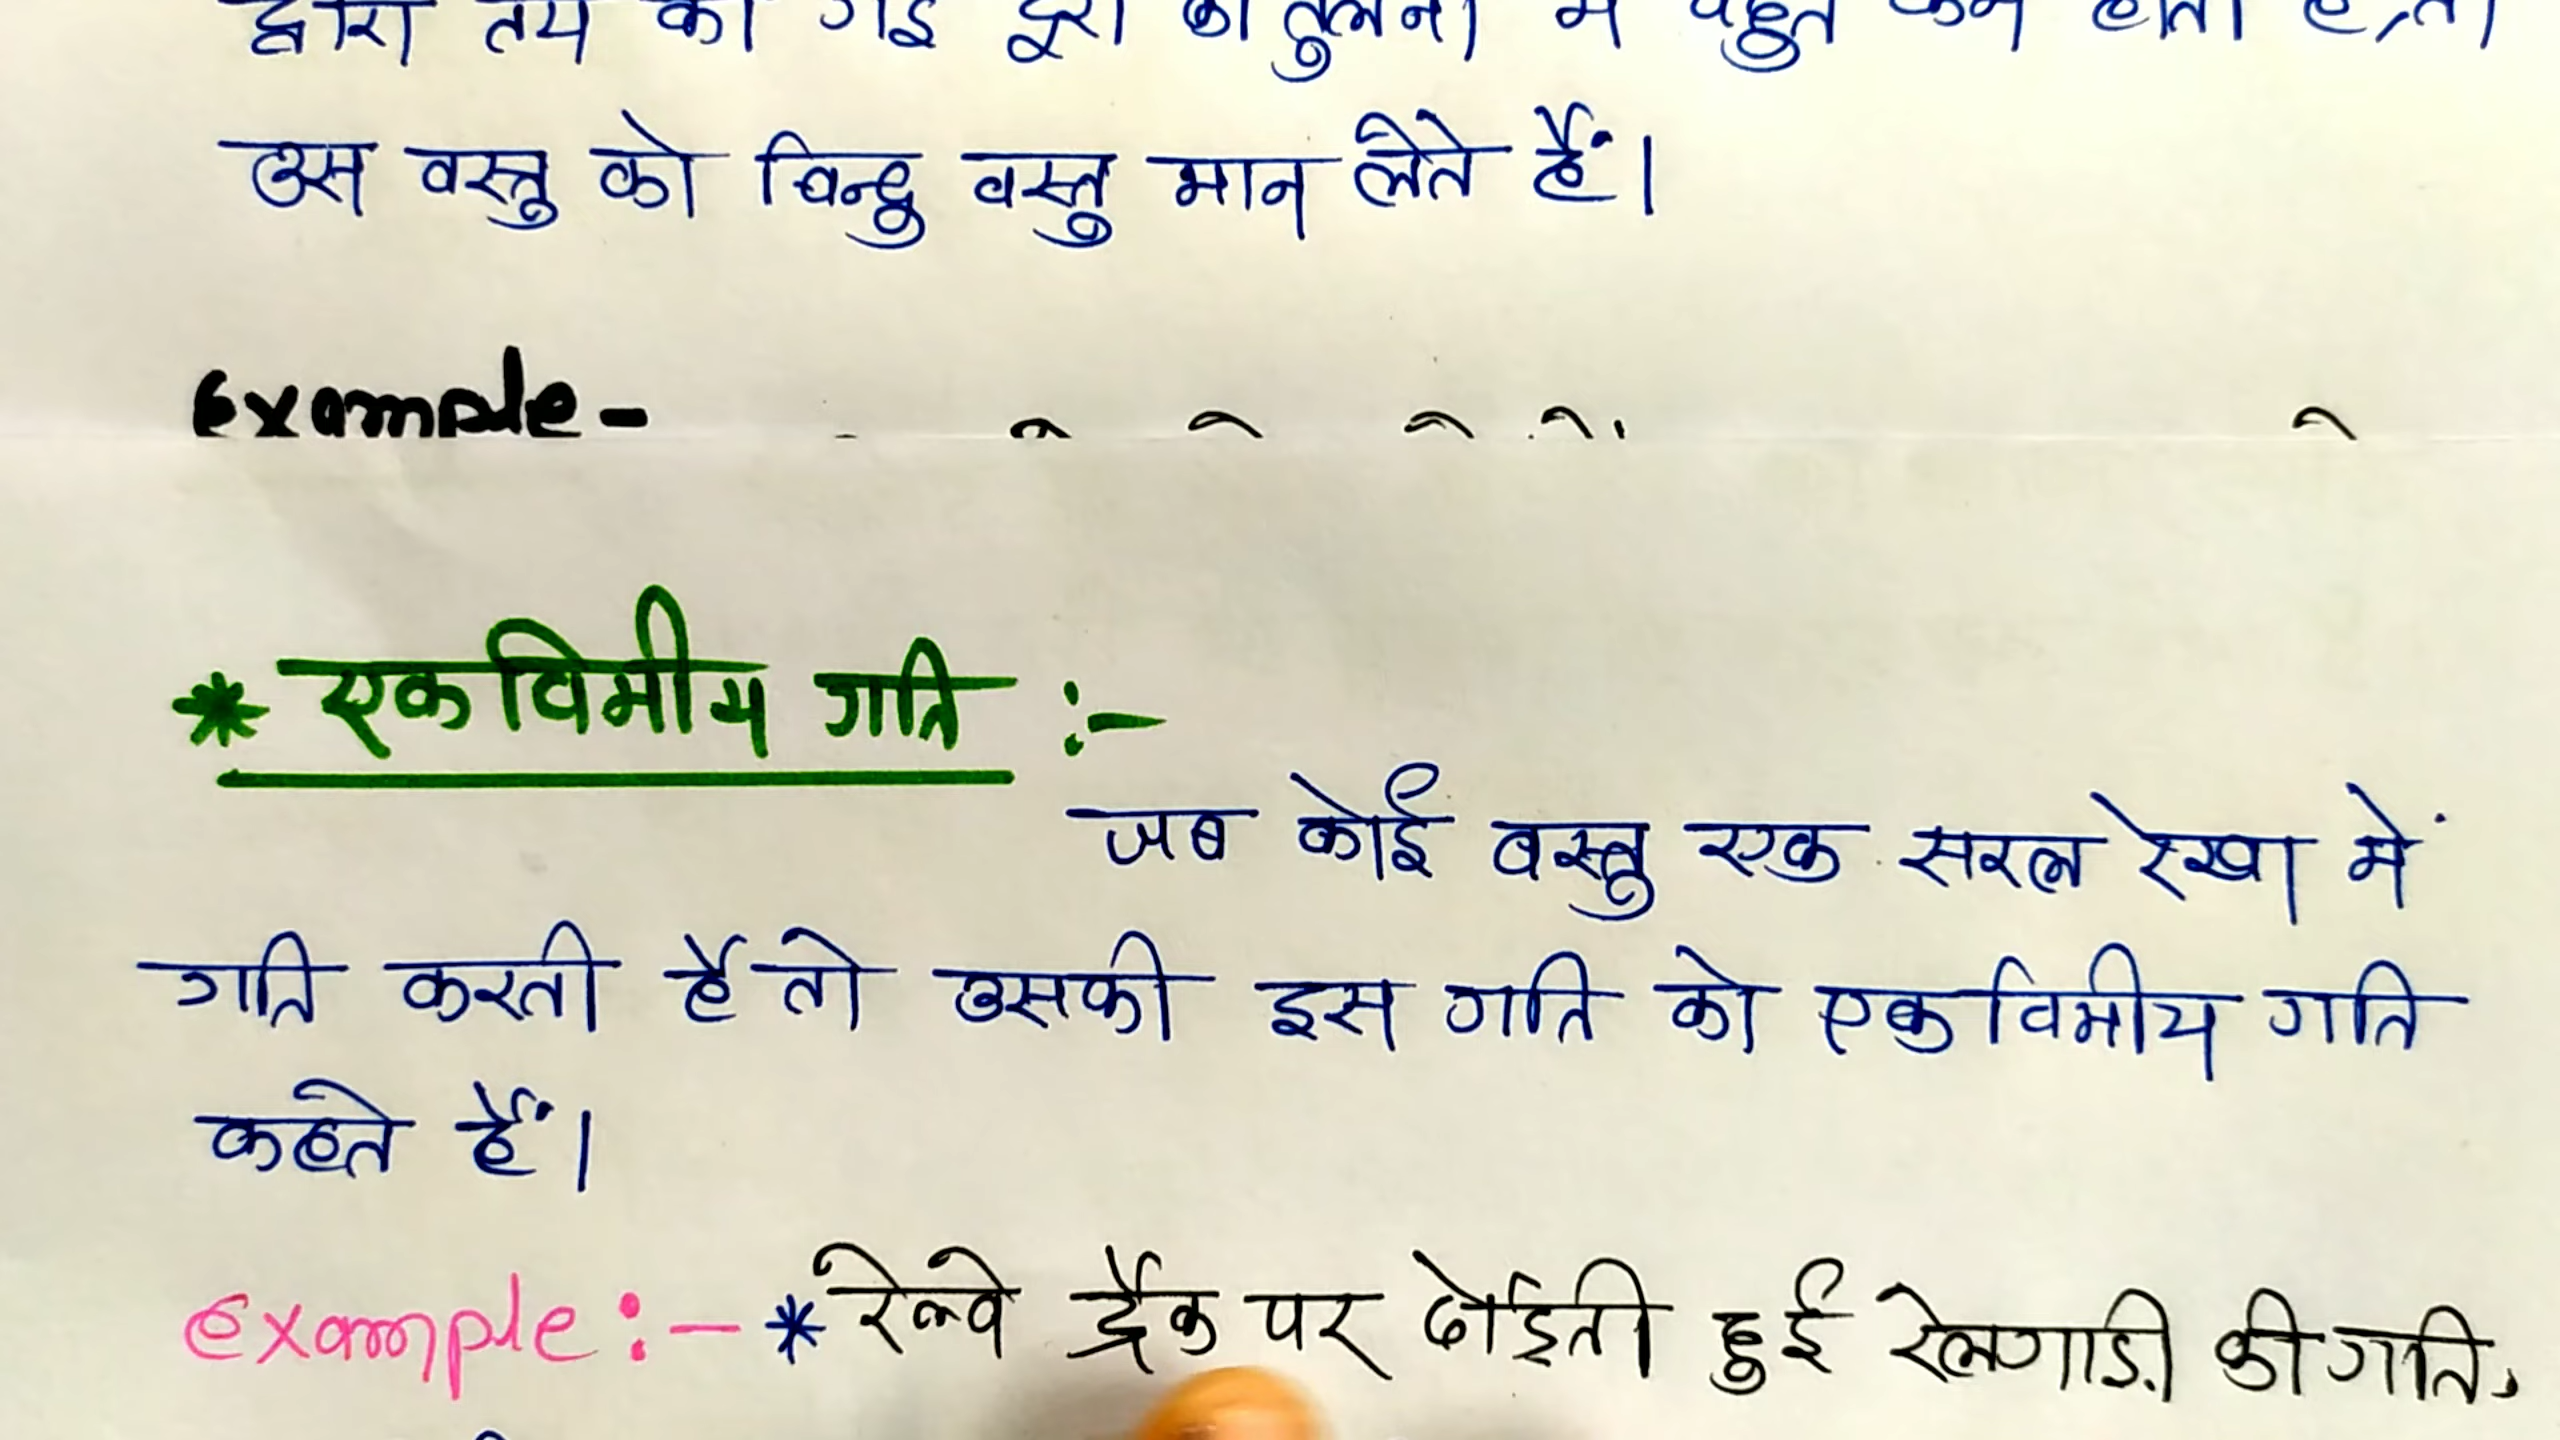 द्वारा तय की गई दूरी की तुलना में बहुत कम होता है, तो
उस वस्तु को बिन्दु वस्तु मान लेते हैं।
example-
* एकविमीय गति :-
जब कोई वस्तु एक सरल रेखा में
गति करती है तो उसकी इस गति को एकविमीय गति
कहते हैं।
example:- * रेल्वे ट्रैक पर दौड़ती हुई रेलगाड़ी की गति,